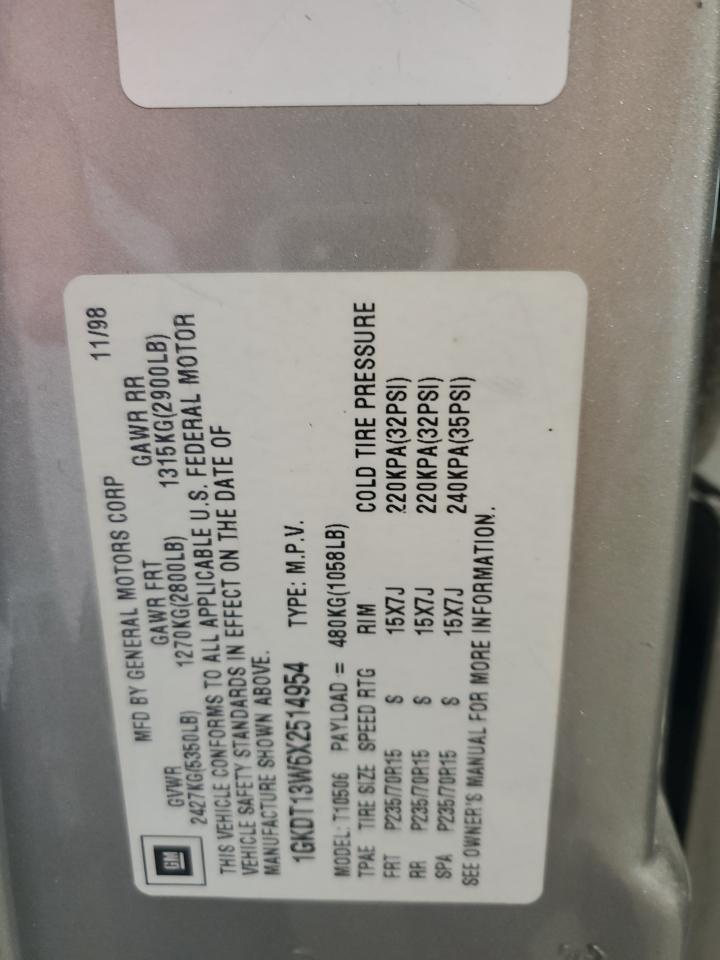 MFD BY GENERAL MOTORS CORP 11/98
GM
GVWR GAWR FRT GAWR RR
2427KG(5350LB) 1270KG(2800LB) 1315KG(2900LB)
THIS VEHICLE CONFORMS TO ALL APPLICABLE U.S. FEDERAL MOTOR
VEHICLE SAFETY STANDARDS IN EFFECT ON THE DATE OF
MANUFACTURE SHOWN ABOVE.
1GKDT13W6X2514954 TYPE: M.P.V.
MODEL: T10506 PAYLOAD = 480KG(1058LB)
TPAE TIRE SIZE SPEED RTG RIM COLD TIRE PRESSURE
FRT P235/70R15 S 15X7J 220KPA(32PSI)
RR P235/70R15 S 15X7J 220KPA(32PSI)
SPA P235/70R15 S 15X7J 240KPA(35PSI)
SEE OWNER'S MANUAL FOR MORE INFORMATION.